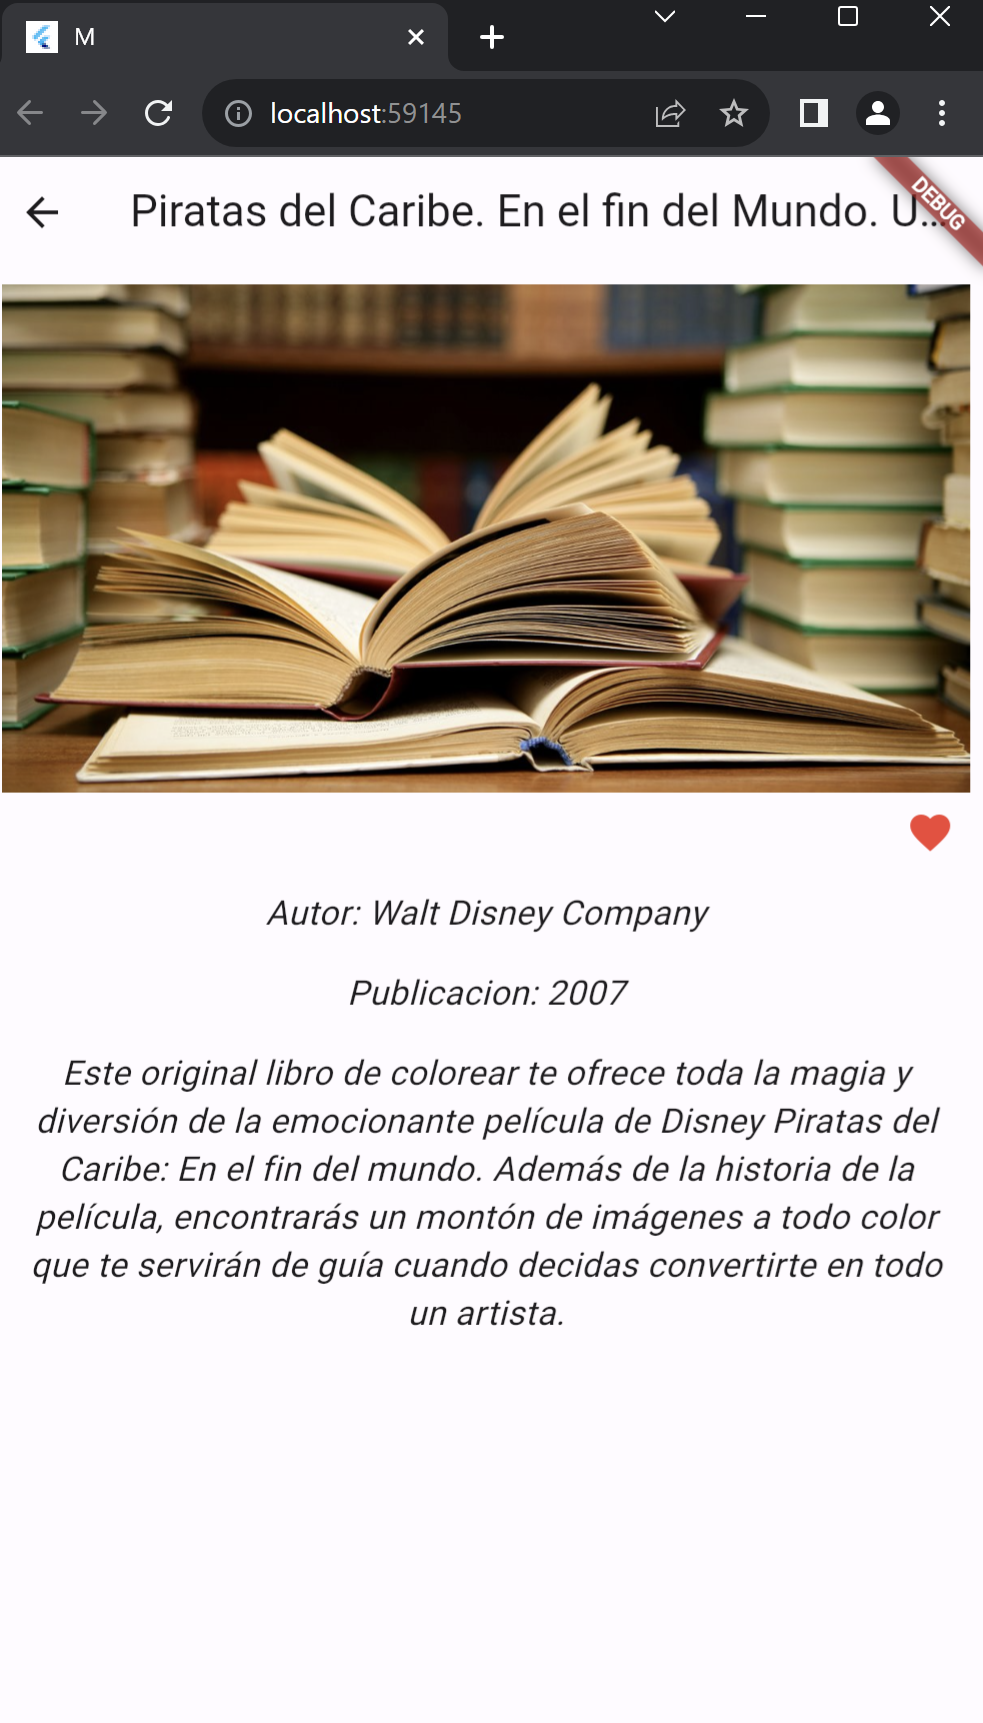 M
localhost:59145
DEBUG
Piratas del Caribe. En el fin del Mundo. U...
Autor: Walt Disney Company
Publicacion: 2007
Este original libro de colorear te ofrece toda la magia y
diversión de la emocionante película de Disney Piratas del
Caribe: En el fin del mundo. Además de la historia de la
película, encontrarás un montón de imágenes a todo color
que te servirán de guía cuando decidas convertirte en todo
un artista.